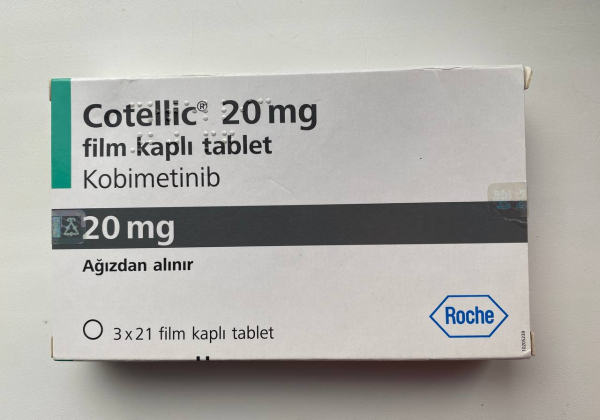 Cotellic® 20 mg
film kaplı tablet
Kobimetinib
20 mg
Ağızdan alınır
3 x 21 film kaplı tablet
Roche